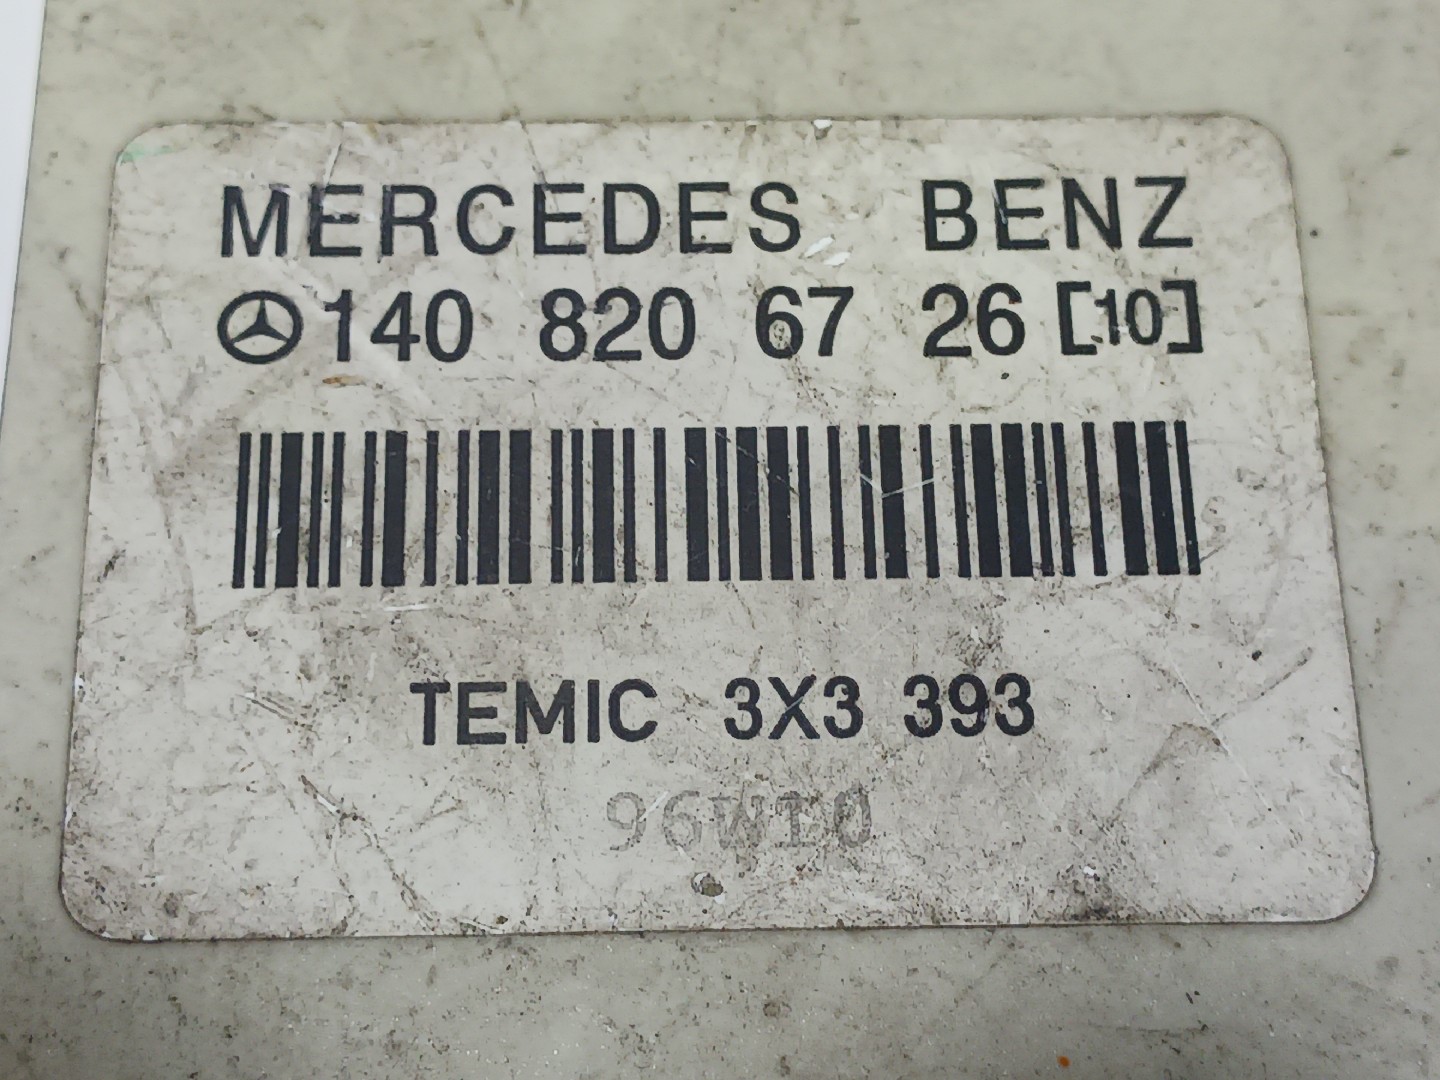 MERCEDES BENZ
140 820 67 26 [10]
TEMIC 3X3 393
96W10